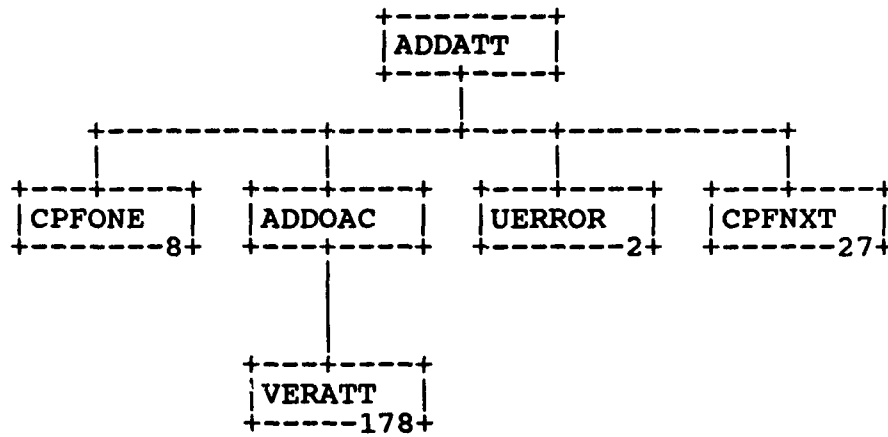 ADDATT
CPFONE ADDOAC UERROR CPFNXT
8 2 27
VERATT
178